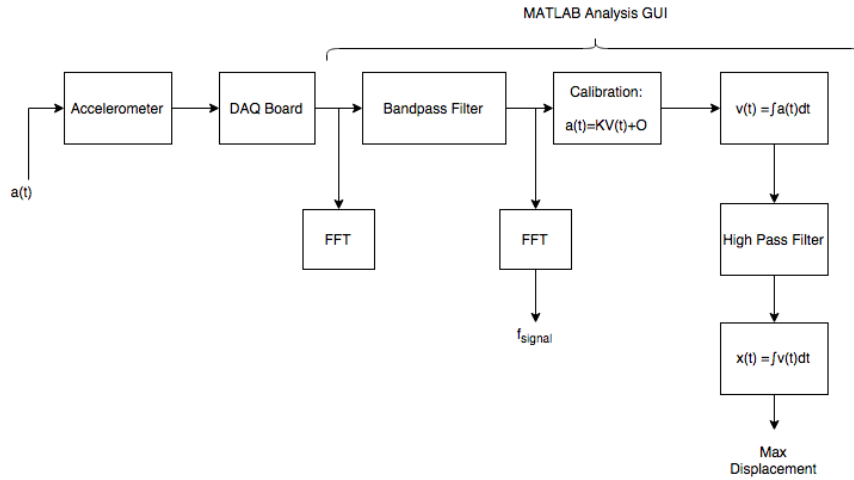 MATLAB Analysis GUI
Accelerometer
DAQ Board
Bandpass Filter
Calibration:
a(t)=KV(t)+O
v(t) =∫a(t)dt
a(t)
FFT
FFT
High Pass Filter
fsignal
x(t) =∫v(t)dt
Max
Displacement